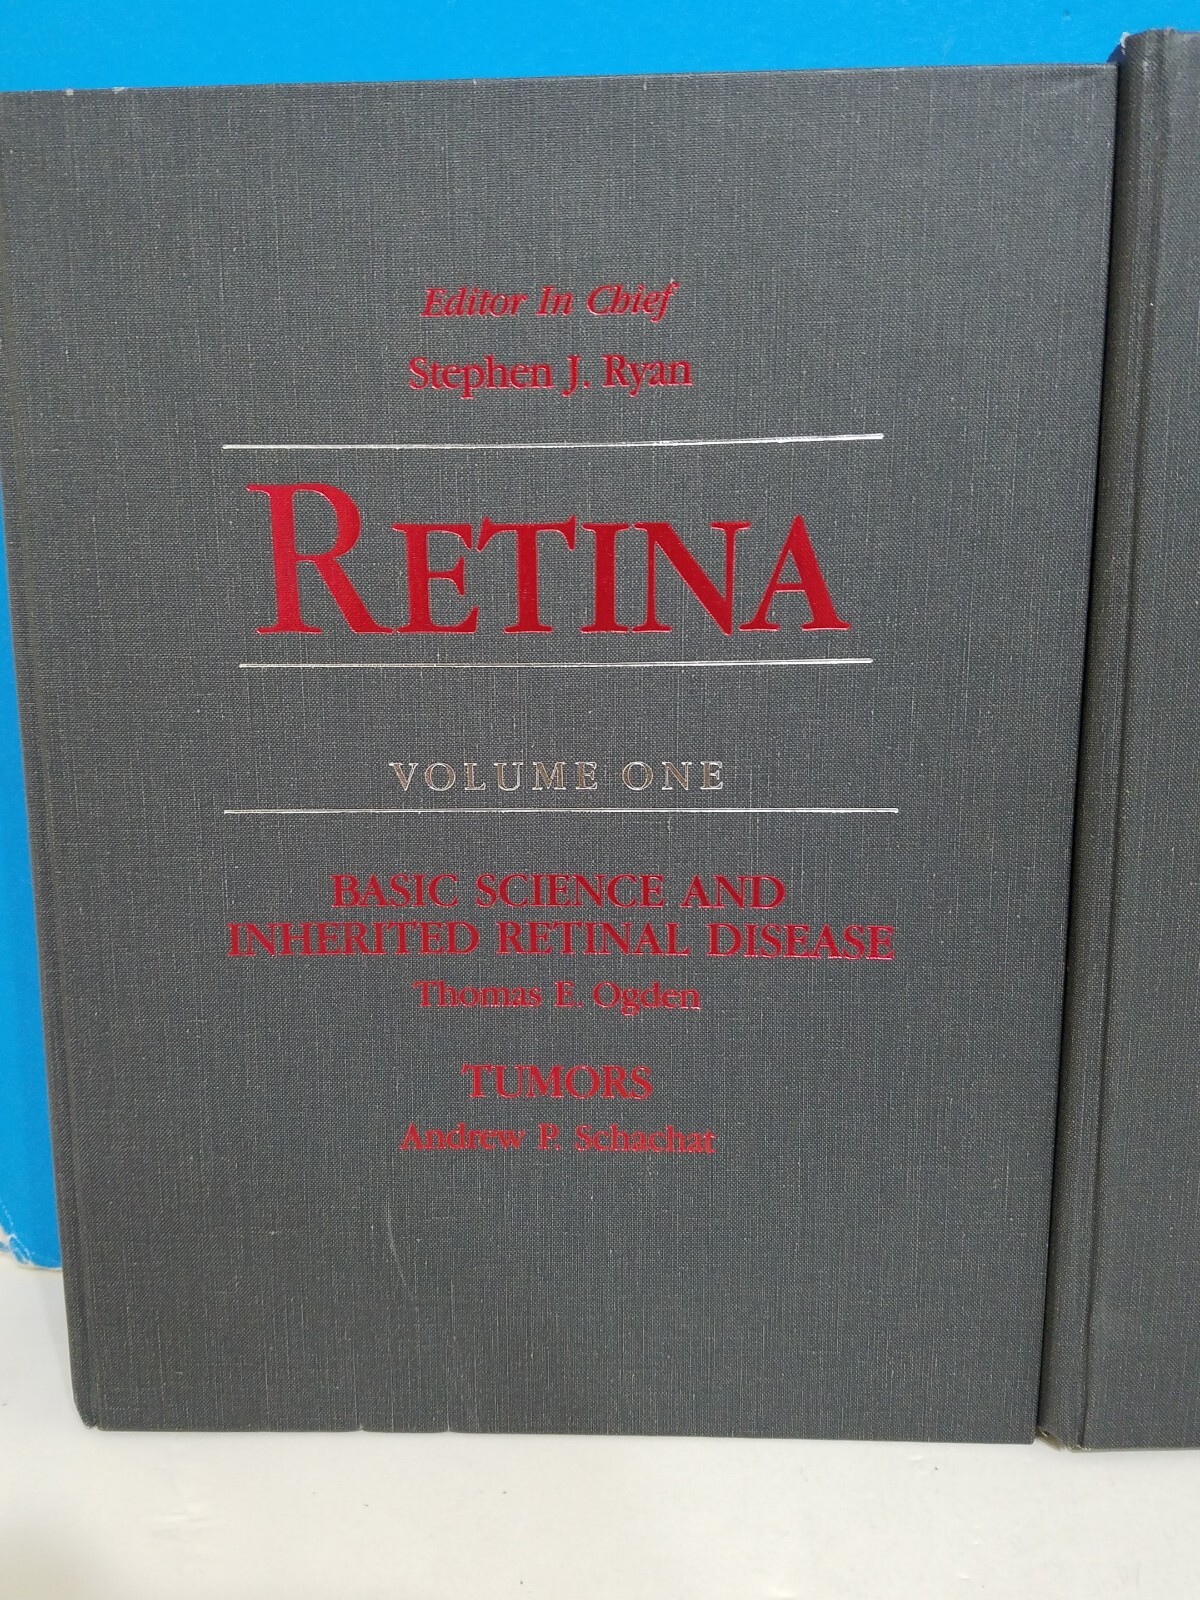 Editor In Chief
Stephen J. Ryan
RETINA
VOLUME ONE
BASIC SCIENCE AND
INHERITED RETINAL DISEASE
Thomas E. Ogden
TUMORS
Andrew P. Schachat